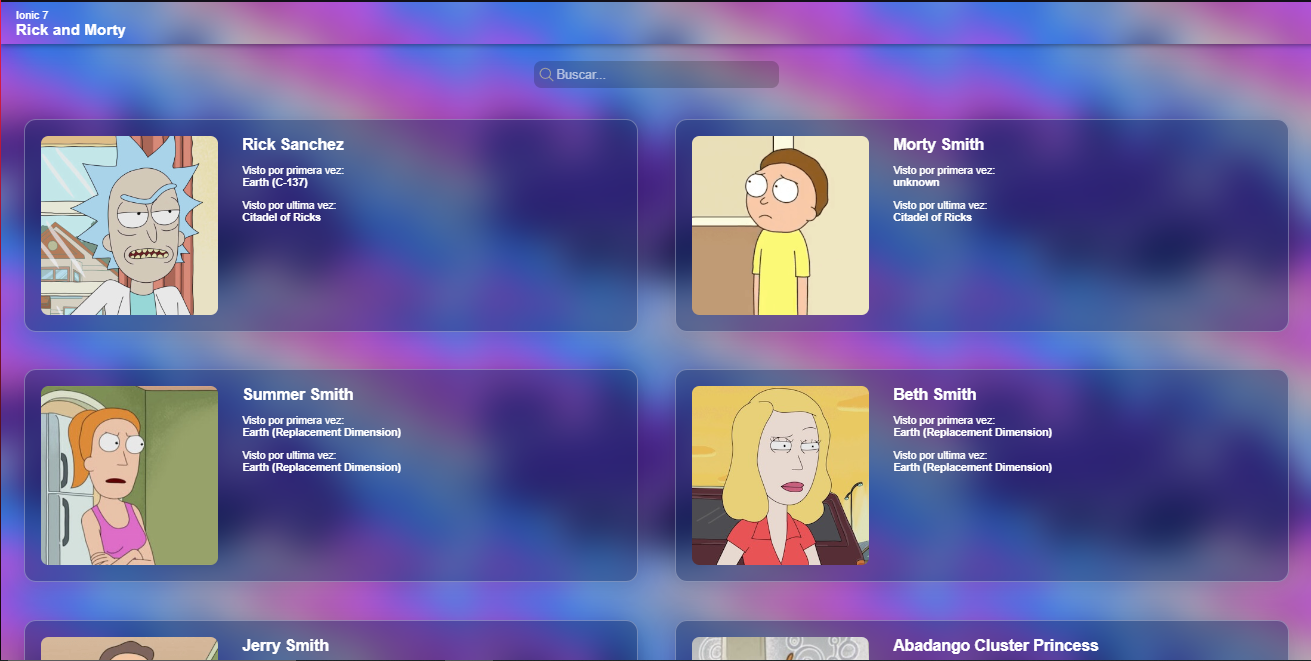 Ionic 7
Rick and Morty
Buscar...
Rick Sanchez
Visto por primera vez:
Earth (C-137)
Visto por ultima vez:
Citadel of Ricks
Morty Smith
Visto por primera vez:
unknown
Visto por ultima vez:
Citadel of Ricks
Summer Smith
Visto por primera vez:
Earth (Replacement Dimension)
Visto por ultima vez:
Earth (Replacement Dimension)
Beth Smith
Visto por primera vez:
Earth (Replacement Dimension)
Visto por ultima vez:
Earth (Replacement Dimension)
Jerry Smith
Abadango Cluster Princess